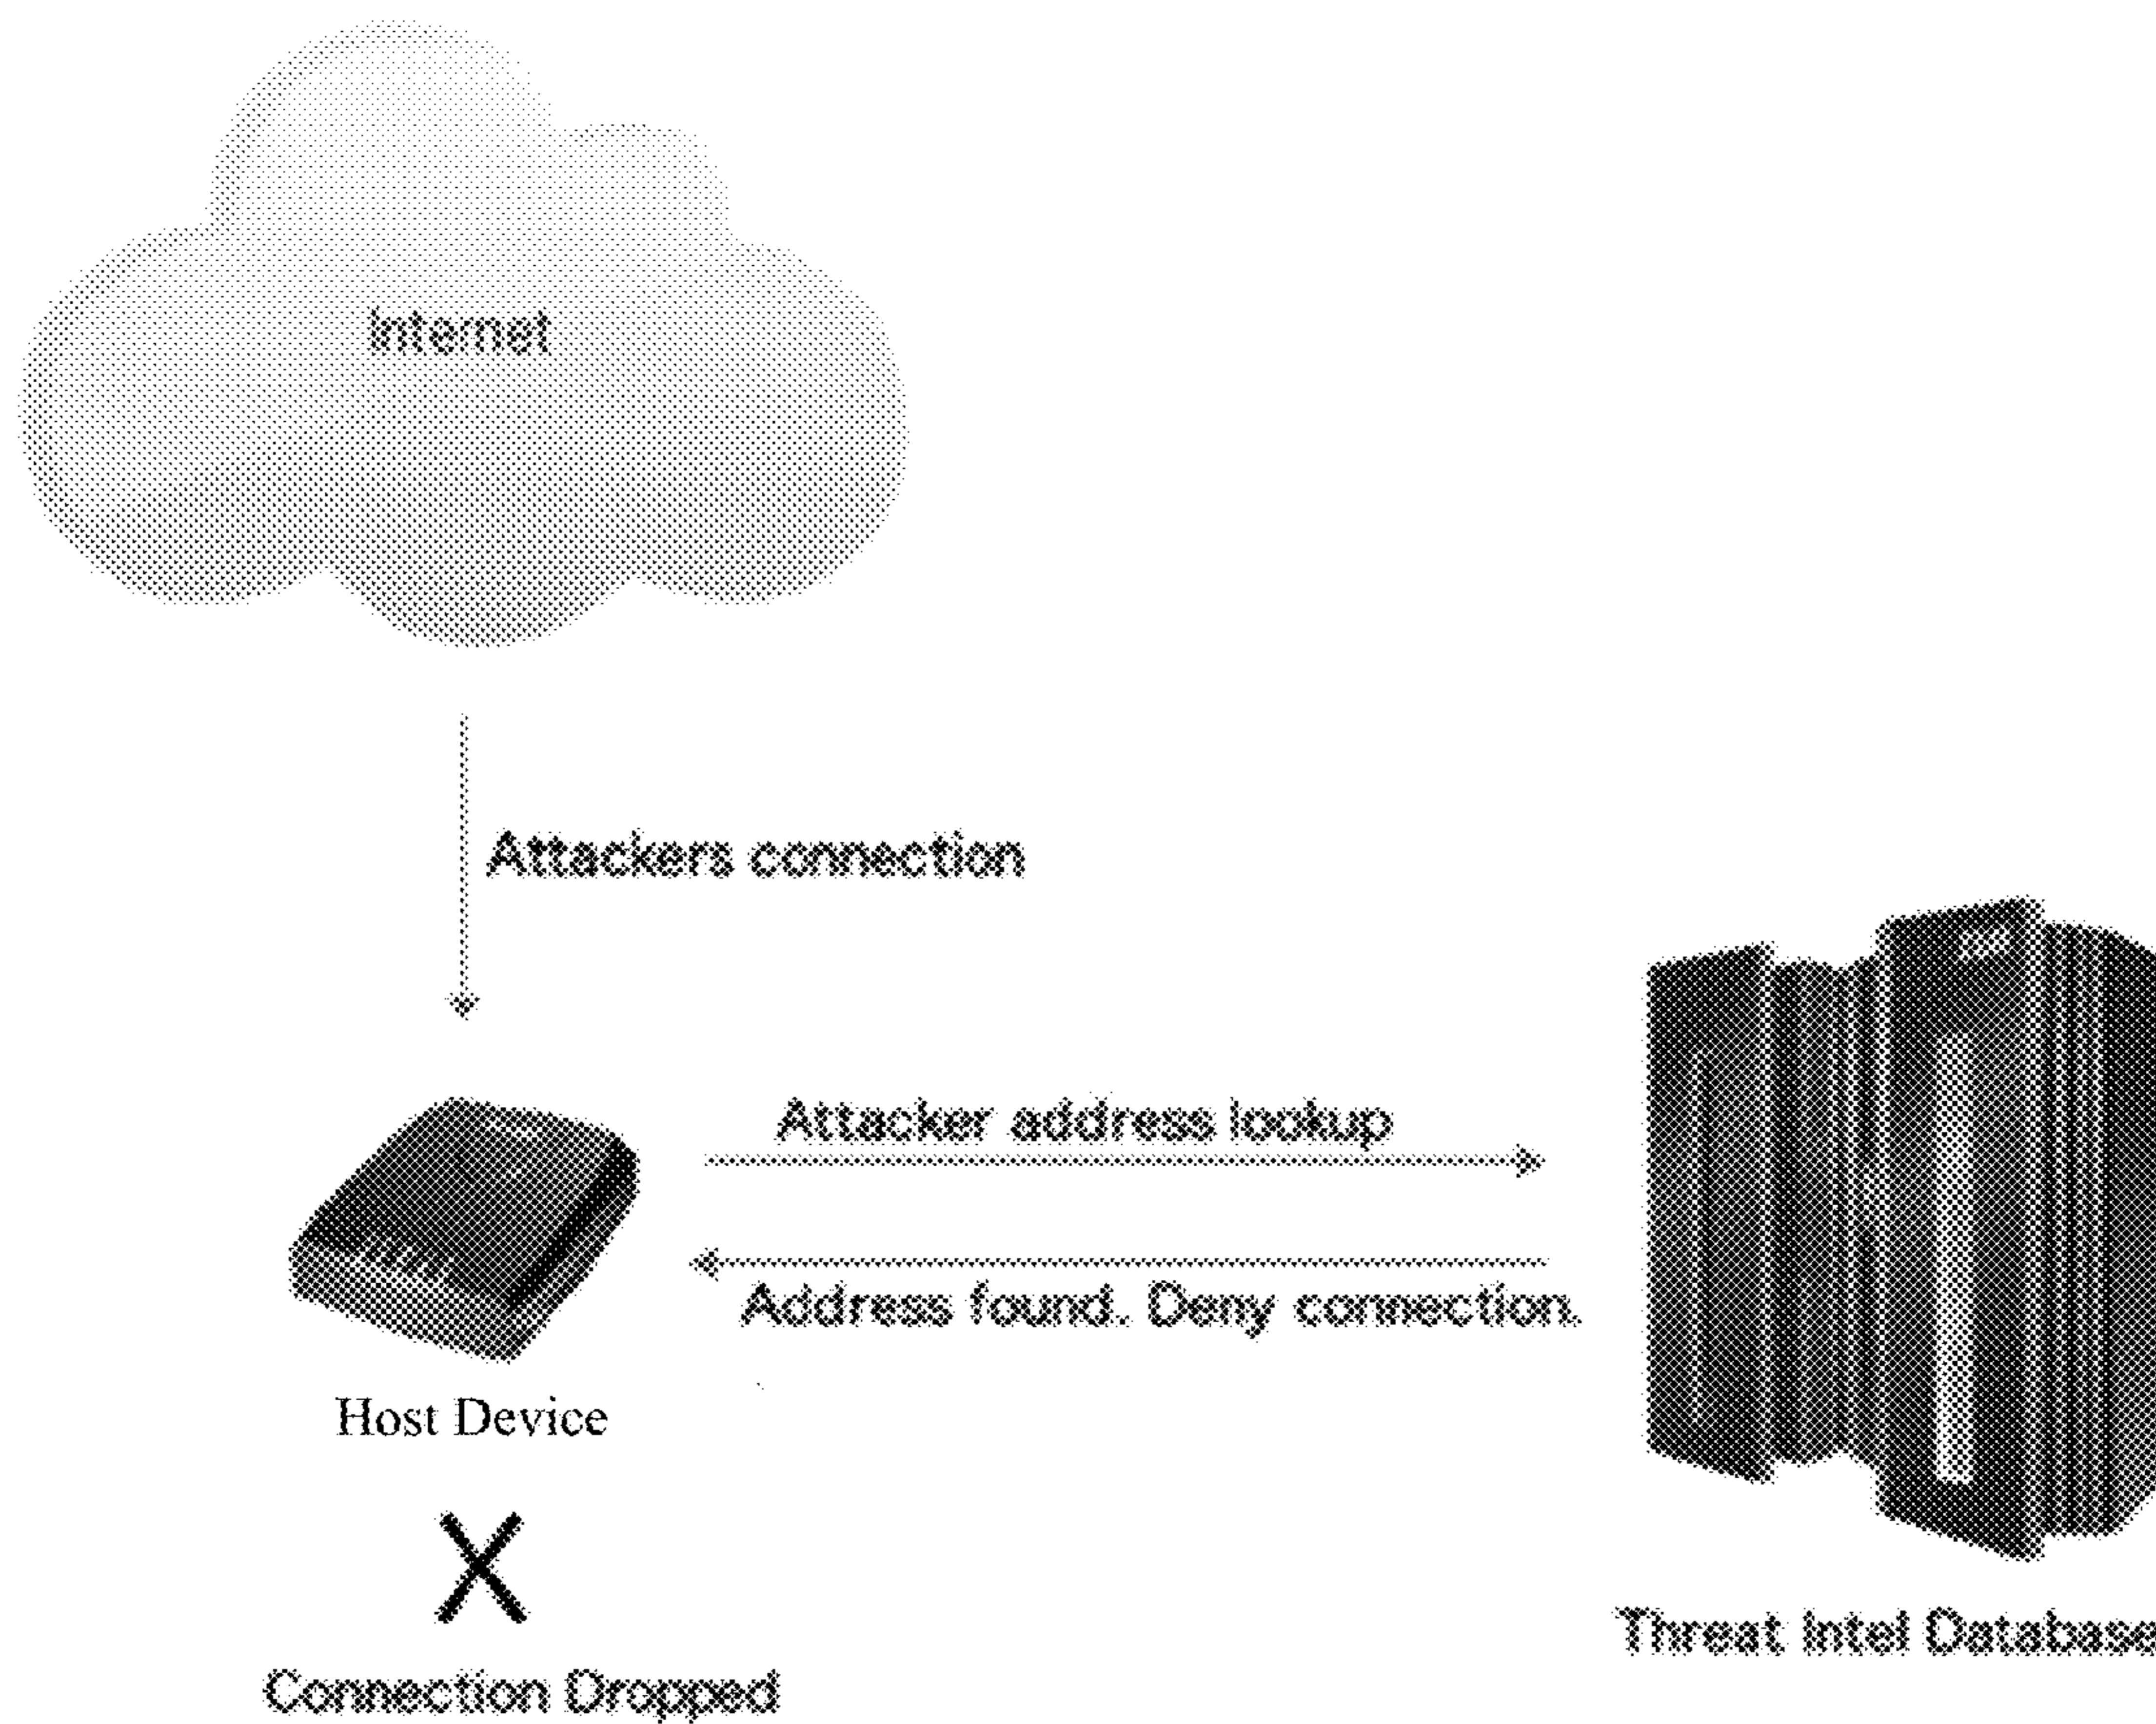 Internet
Attackers connection
Attacker address lookup
Address found. Deny connection.
Host Device
Connection Dropped
Threat Intel Database